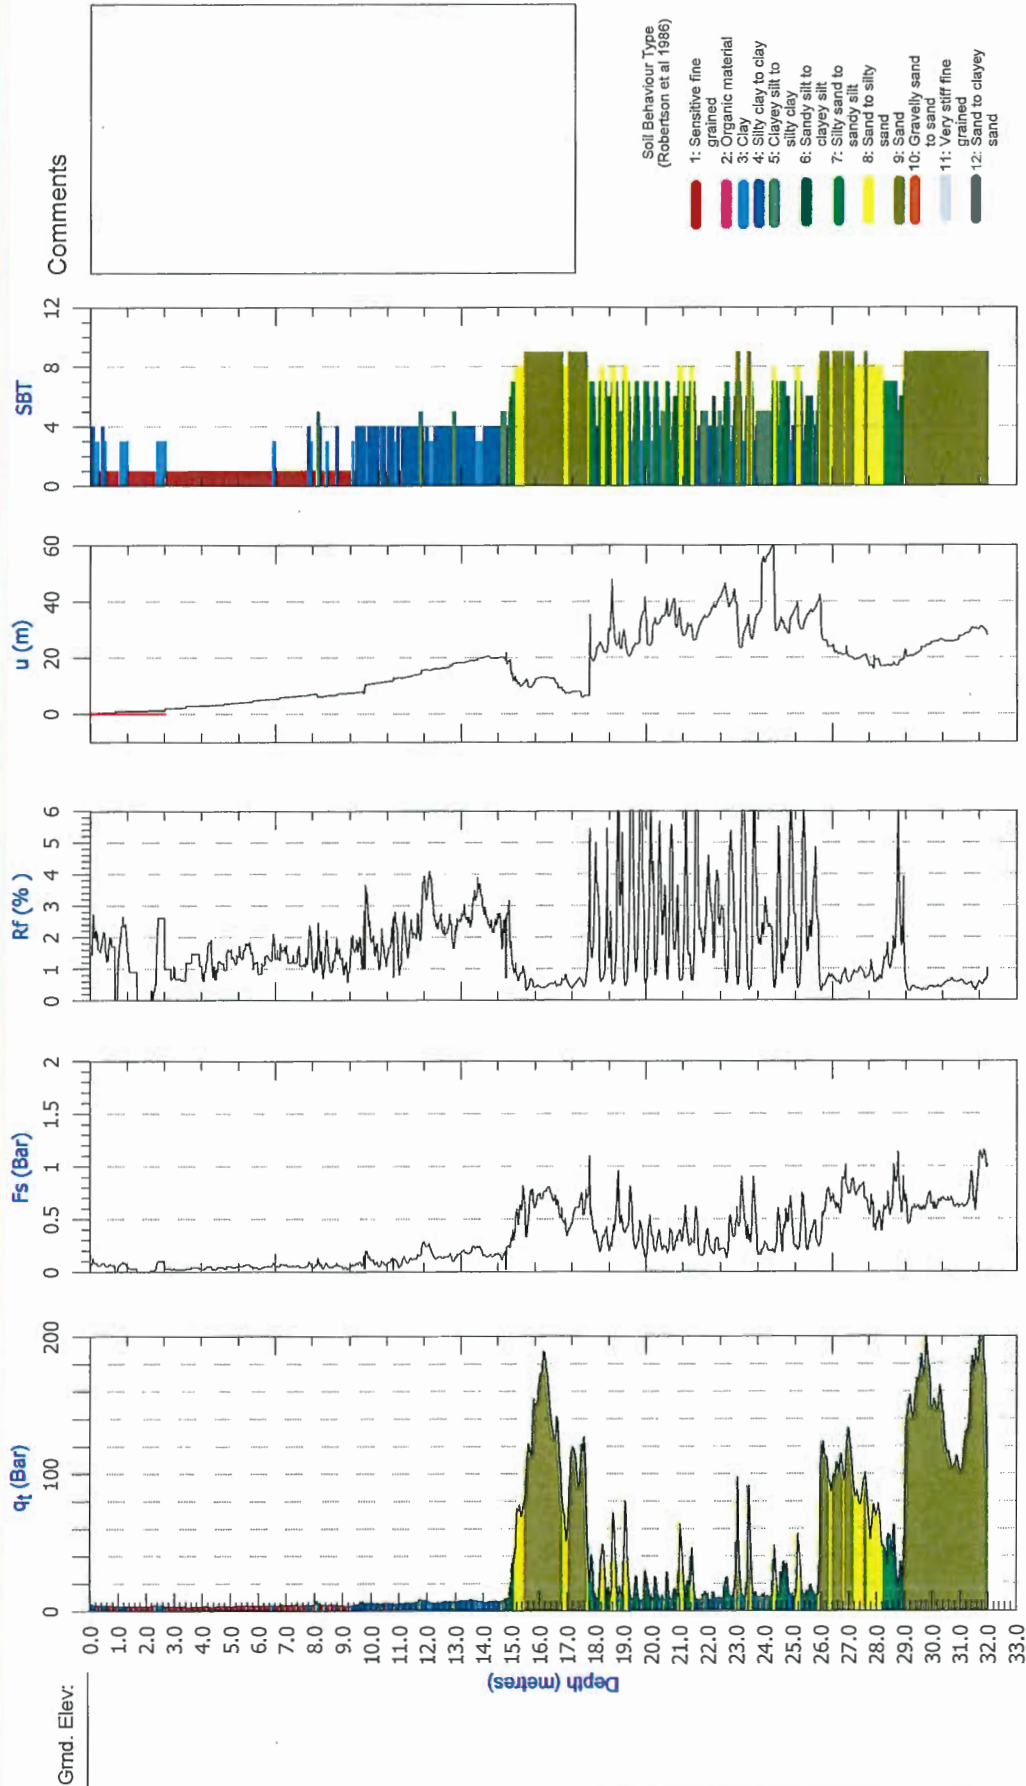 Grnd. Elev:
Depth (metres)
0.0
1.0
2.0
3.0
4.0
5.0
6.0
7.0
8.0
9.0
10.0
11.0
12.0
13.0
14.0
15.0
16.0
17.0
18.0
19.0
20.0
21.0
22.0
23.0
24.0
25.0
26.0
27.0
28.0
29.0
30.0
31.0
32.0
33.0
qt (Bar)
0
100
200
Fs (Bar)
0
0.5
1
1.5
2
Rf (% )
0
1
2
3
4
5
6
u (m)
0
20
40
60
SBT
0
4
8
12
Comments
Soil Behaviour Type
(Robertson et al 1986)
1: Sensitive fine
grained
2: Organic material
3: Clay
4: Silty clay to clay
5: Clayey silt to
silty clay
6: Sandy silt to
clayey silt
7: Silty sand to
sandy silt
8: Sand to silty
sand
9: Sand
10: Gravelly sand
to sand
11: Very stiff fine
grained
12: Sand to clayey
sand